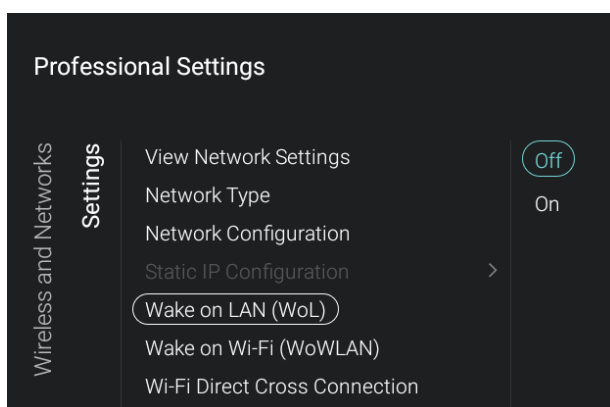 Professional Settings
Wireless and Networks
Settings
View Network Settings
Network Type
Network Configuration
Static IP Configuration
Wake on LAN (WoL)
Wake on Wi-Fi (WoWLAN)
Wi-Fi Direct Cross Connection
Off
On